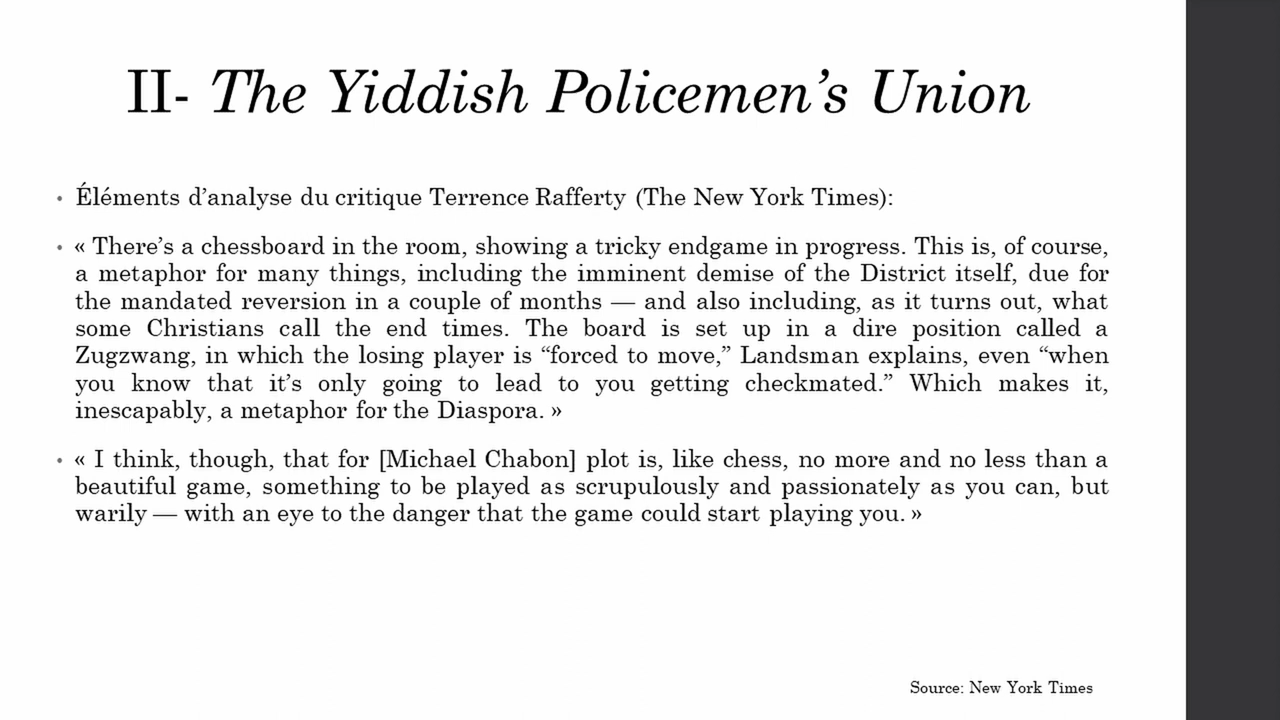 II- The Yiddish Policemen’s Union
• Éléments d’analyse du critique Terrence Rafferty (The New York Times):
• « There’s a chessboard in the room, showing a tricky endgame in progress. This is, of course,
a metaphor for many things, including the imminent demise of the District itself, due for
the mandated reversion in a couple of months — and also including, as it turns out, what
some Christians call the end times. The board is set up in a dire position called a
Zugzwang, in which the losing player is “forced to move,” Landsman explains, even “when
you know that it’s only going to lead to you getting checkmated.” Which makes it,
inescapably, a metaphor for the Diaspora. »
• « I think, though, that for [Michael Chabon] plot is, like chess, no more and no less than a
beautiful game, something to be played as scrupulously and passionately as you can, but
warily — with an eye to the danger that the game could start playing you. »
Source: New York Times